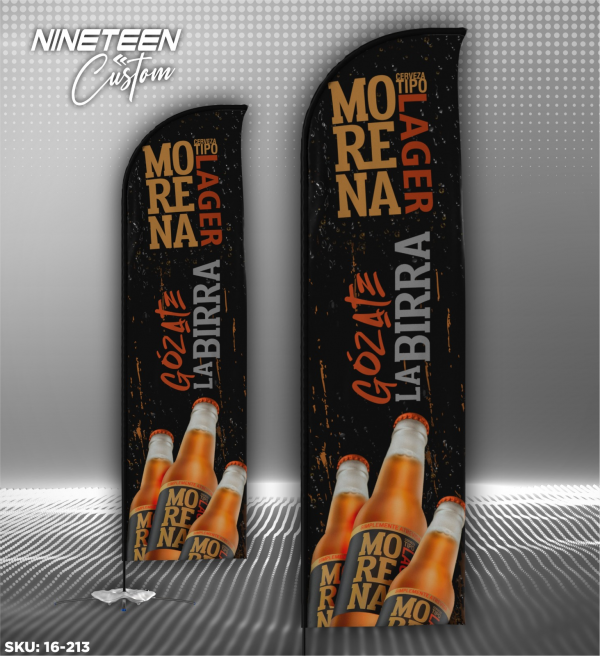 NINETEEN
Custom
MO
RE
NA
CERVEZA
TIPO
LAGER
GÓZATE
LA BIRRA
MO
RE
NA
MO
RE
NA
CERVEZA
TIPO
LAGER
GÓZATE
LA BIRRA
MO
RE
NA
MO
SKU: 16-213